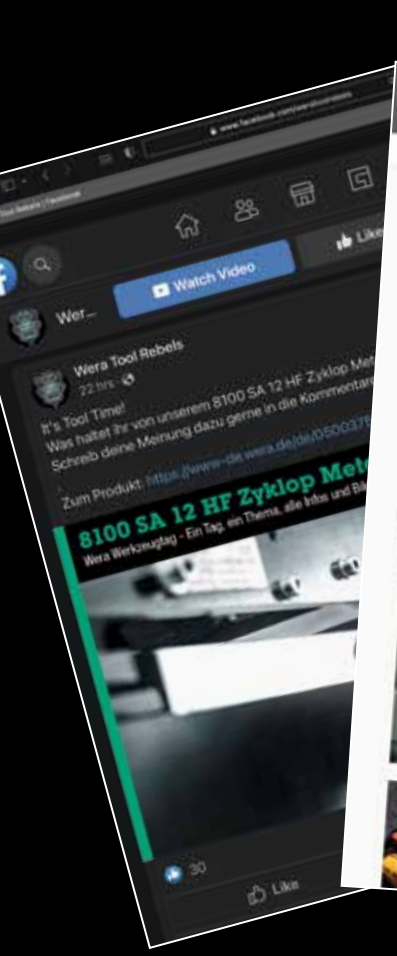 www.facebook.com/weratoolrebels
Tool Rebels | Facebook
Wer...
Watch Video
Like
Wera Tool Rebels
22 hrs
It's Tool Time!
Was haltet ihr von unserem 8100 SA 12 HF Zyklop Met
Schreib deine Meinung dazu gerne in die Kommentare
Zum Produkt: https://www-de.wera.de/de/050037
8100 SA 12 HF Zyklop Met
Wera Werkzeugtag - Ein Tag, ein Thema, alle Infos und Bi
30
Like